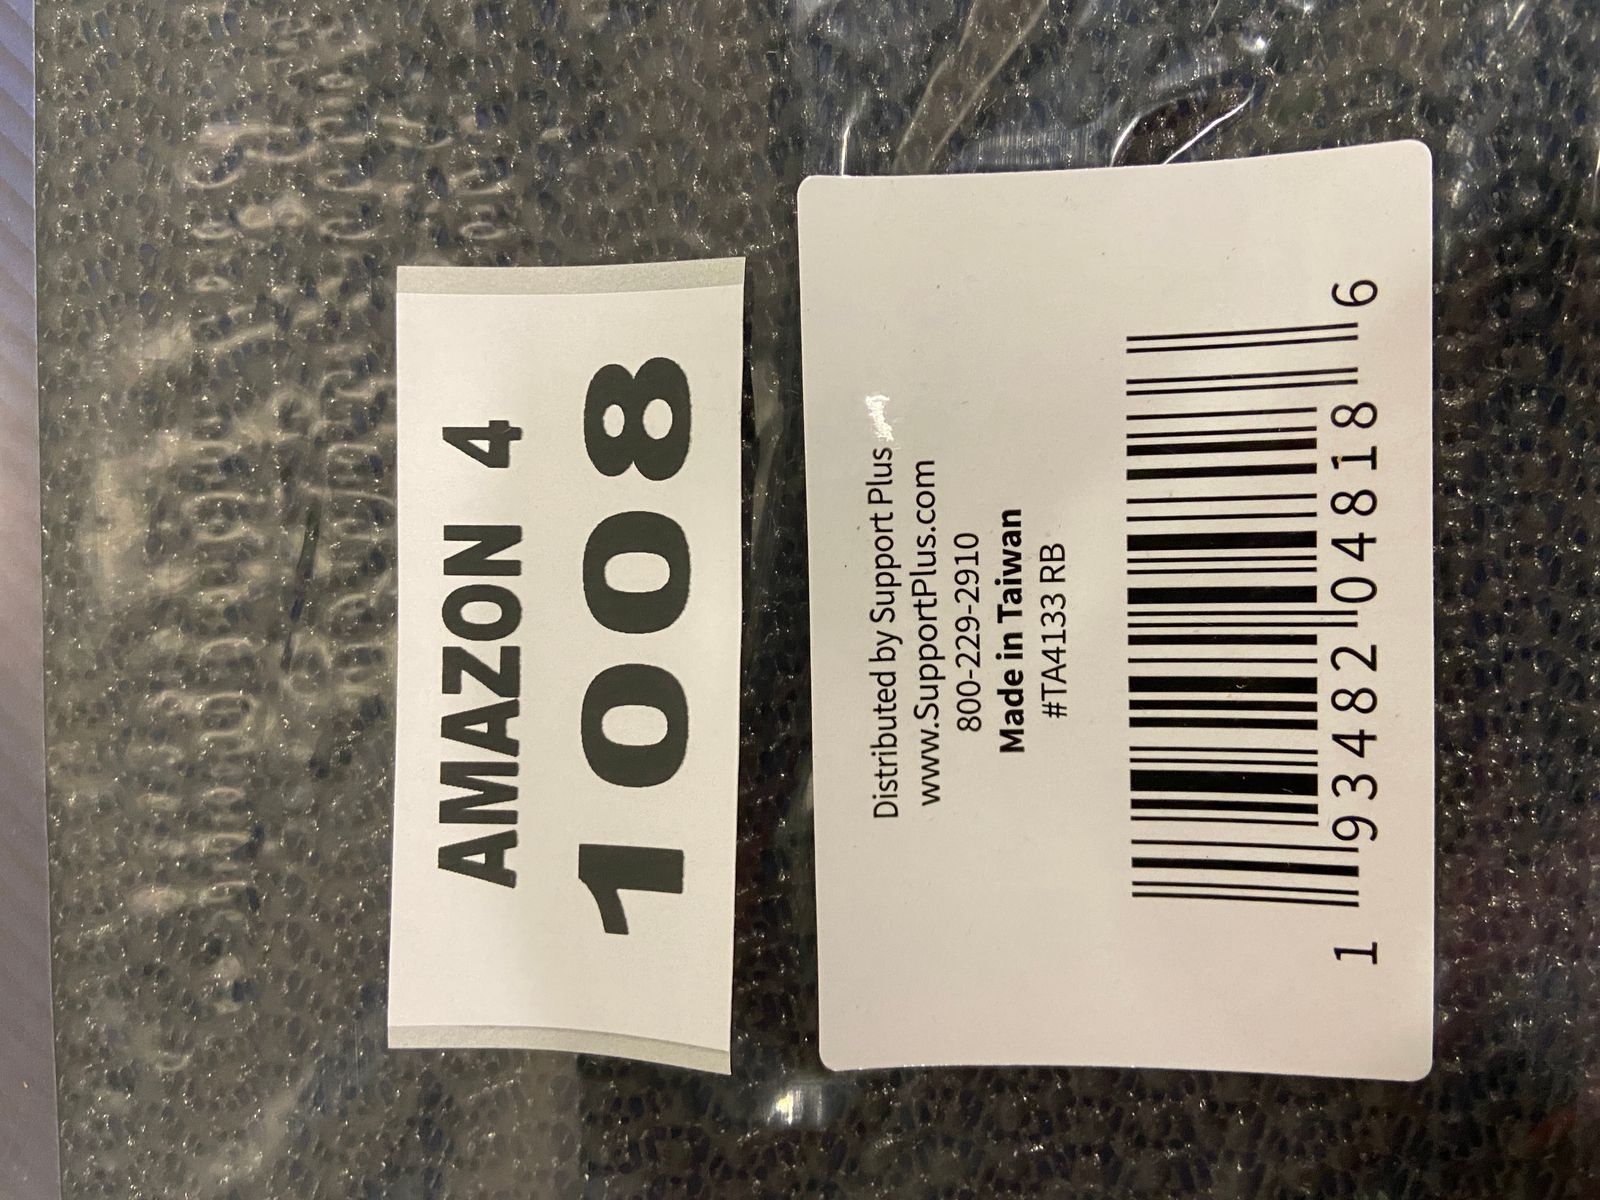 AMAZON 4
1008
Distributed by Support Plus
www.SupportPlus.com
800-229-2910
Made in Taiwan
#TA4133 RB
1 93482 04818 6